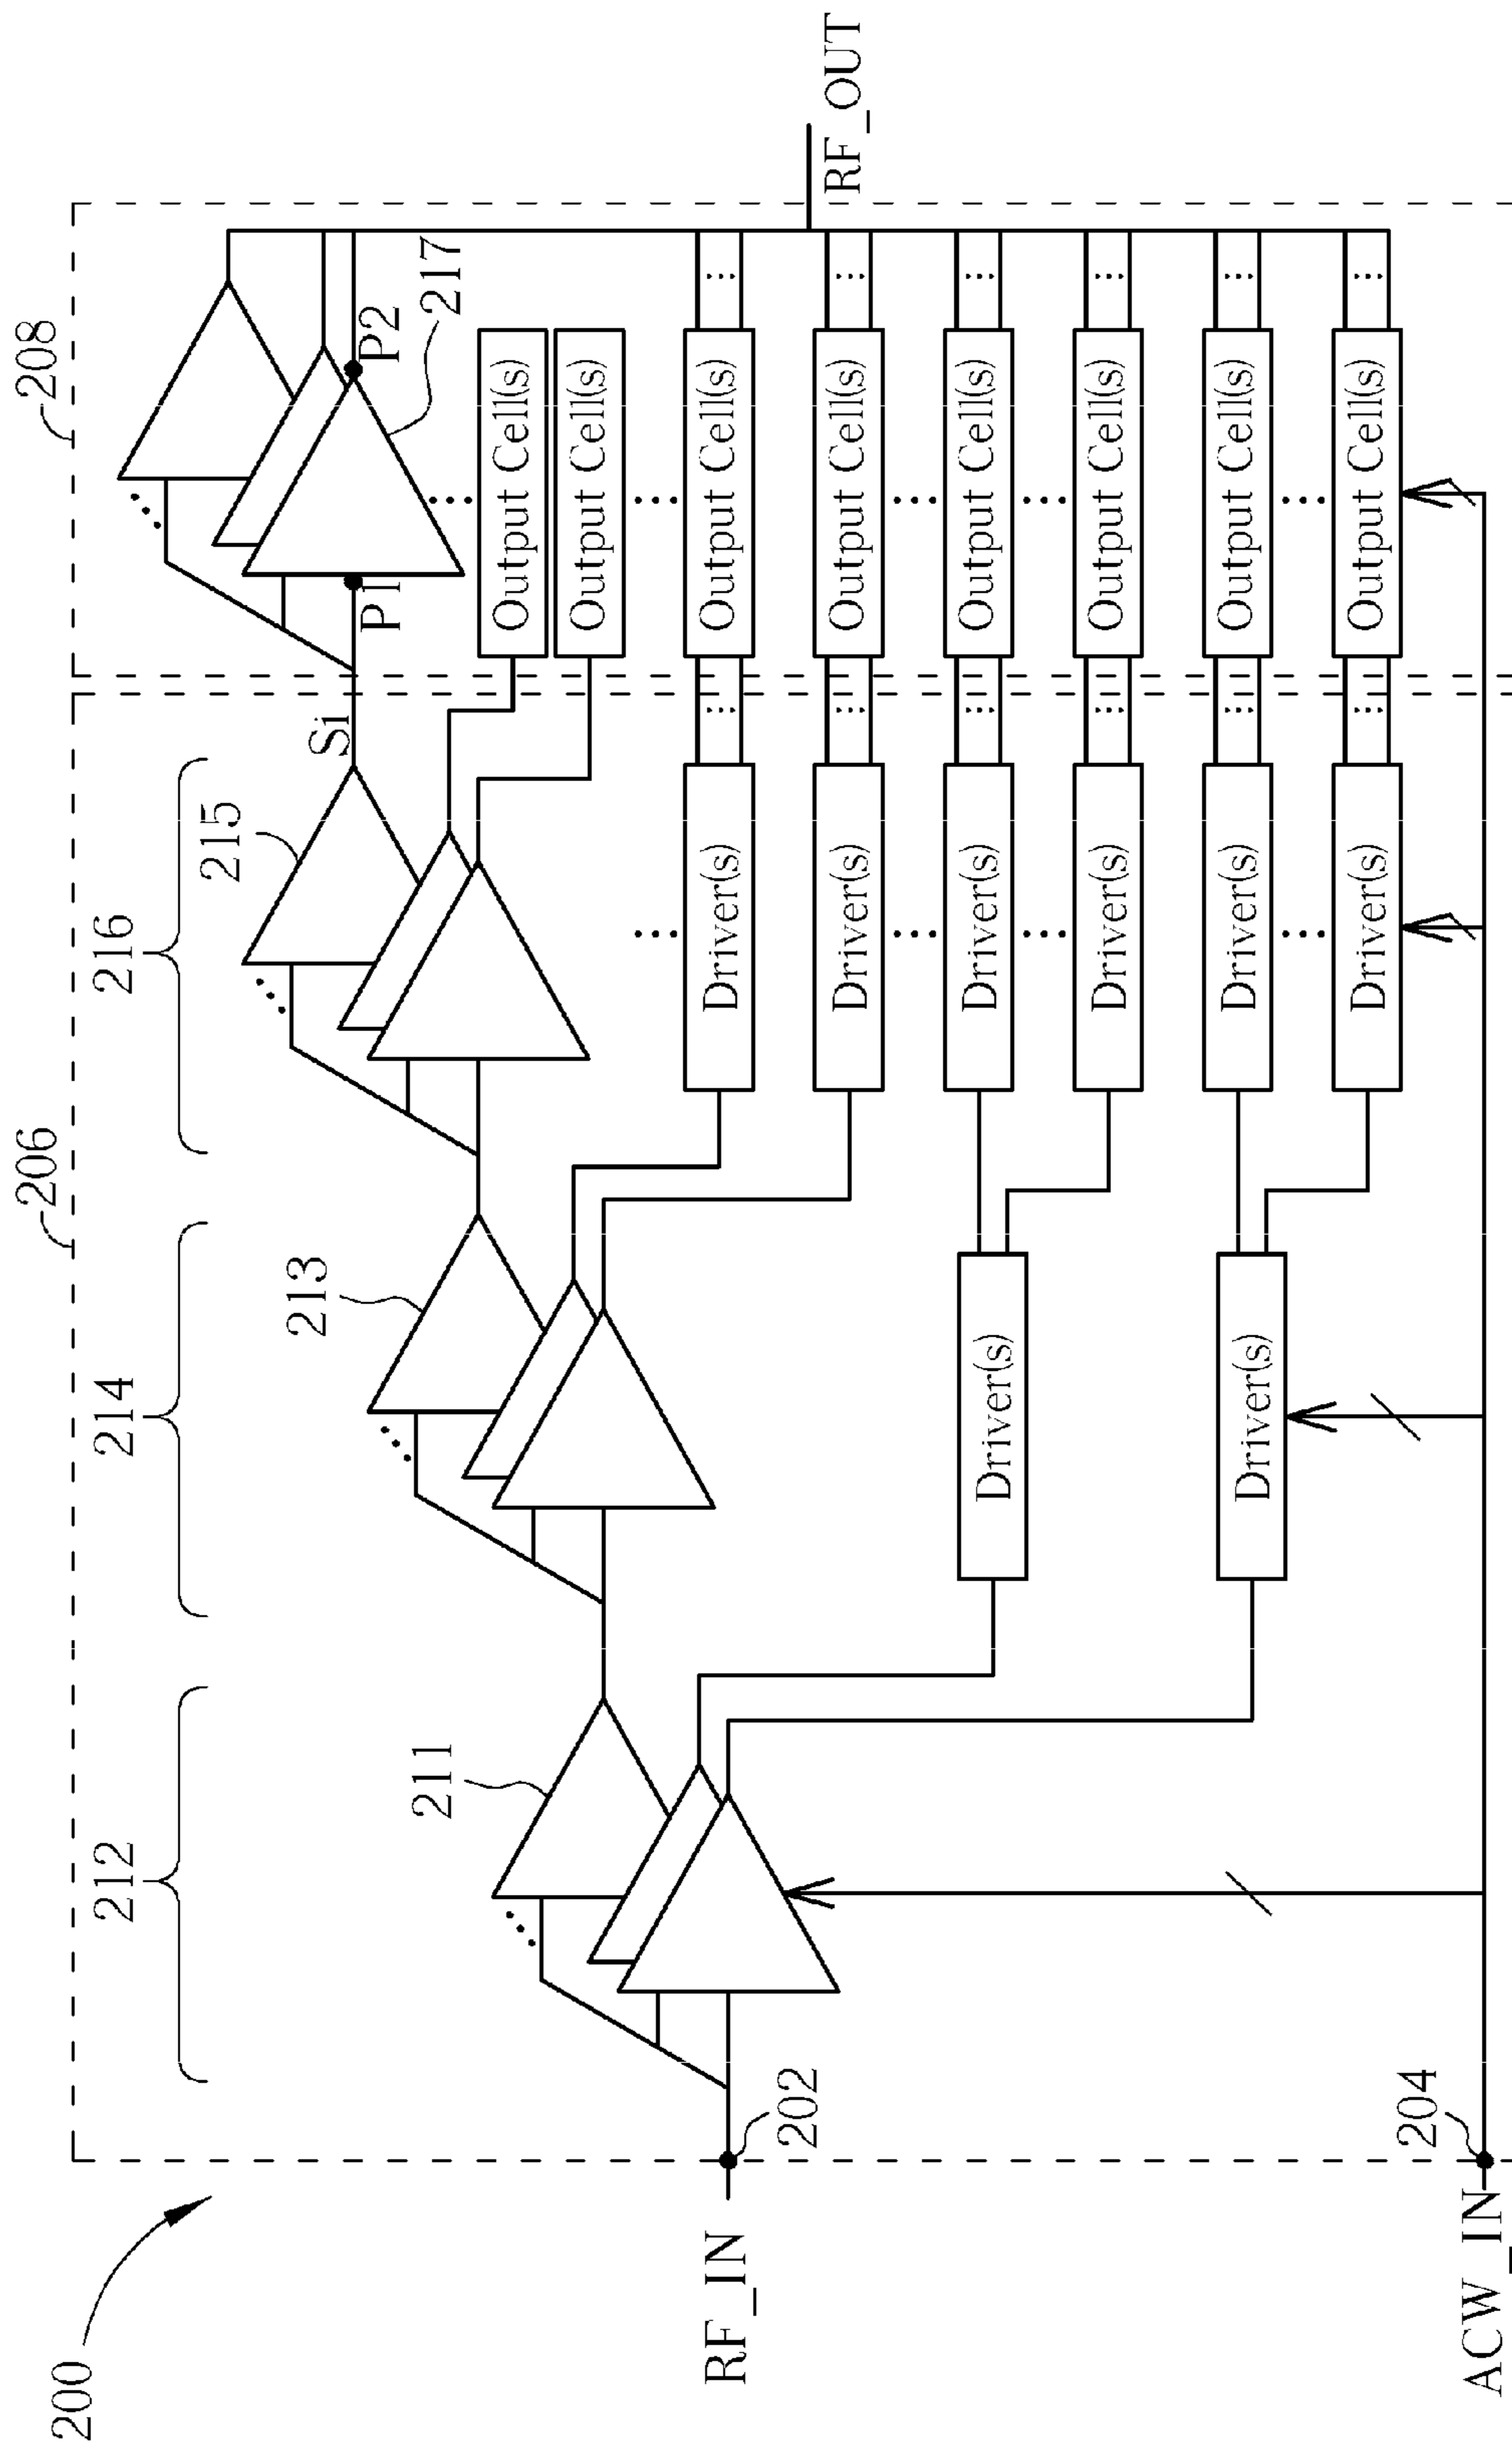 200
206
208
212
214
216
211
213
215
217
Si
P1
P2
RF_IN
202
RF_OUT
Output Cell(s)
Output Cell(s)
Driver(s)
Output Cell(s)
Driver(s)
Output Cell(s)
Driver(s)
Driver(s)
Output Cell(s)
Driver(s)
Output Cell(s)
Driver(s)
Driver(s)
Output Cell(s)
Driver(s)
Output Cell(s)
ACW_IN
204